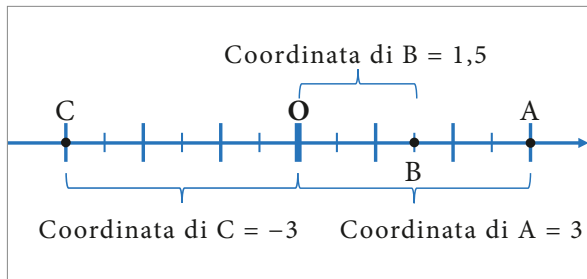 Coordinata di B = 1,5
C
O
A
B
Coordinata di C = −3
Coordinata di A = 3